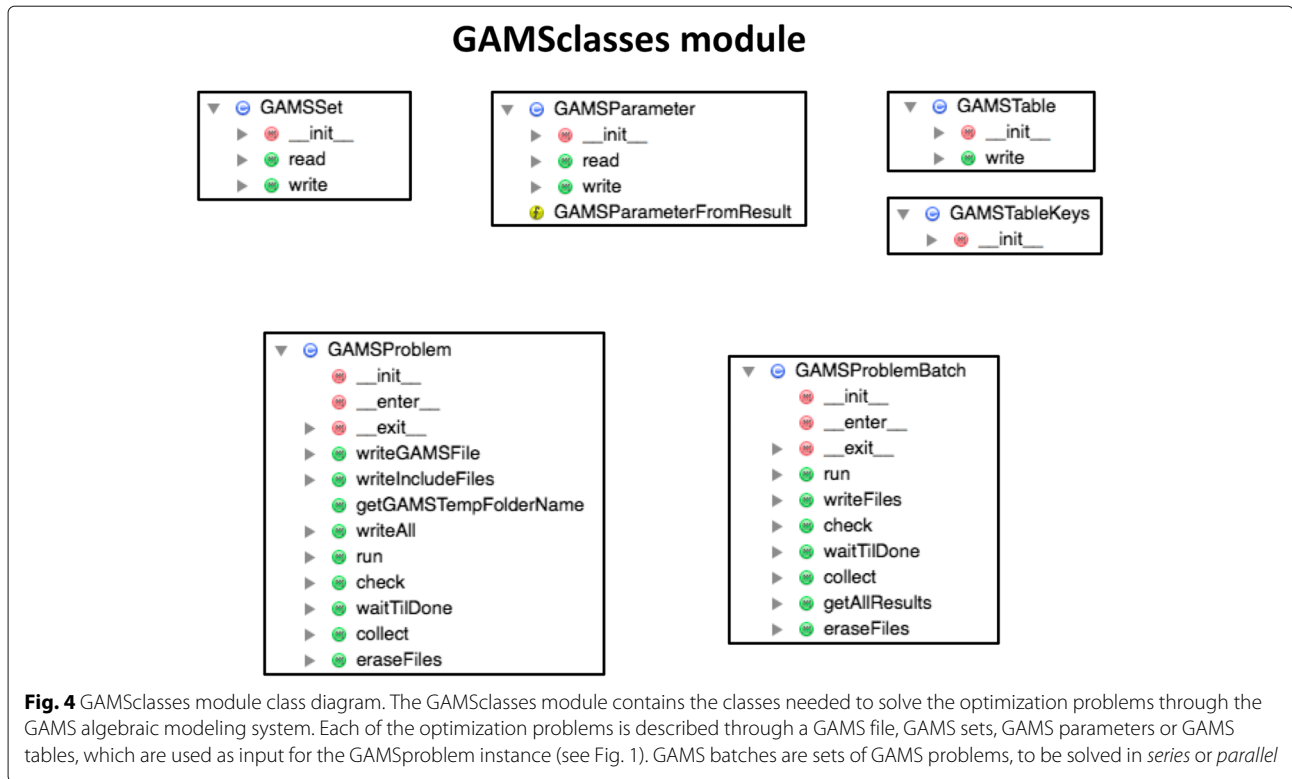 GAMSclasses module
GAMSSet
__init__
read
write
GAMSParameter
__init__
read
write
GAMSParameterFromResult
GAMSTable
__init__
write
GAMSTableKeys
__init__
GAMSProblem
__init__
__enter__
__exit__
writeGAMSFile
writeIncludeFiles
getGAMSTempFolderName
writeAll
run
check
waitTilDone
collect
eraseFiles
GAMSProblemBatch
__init__
__enter__
__exit__
run
writeFiles
check
waitTilDone
collect
getAllResults
eraseFiles
Fig. 4 GAMSclasses module class diagram. The GAMSclasses module contains the classes needed to solve the optimization problems through the
GAMS algebraic modeling system. Each of the optimization problems is described through a GAMS file, GAMS sets, GAMS parameters or GAMS
tables, which are used as input for the GAMSproblem instance (see Fig. 1). GAMS batches are sets of GAMS problems, to be solved in series or parallel